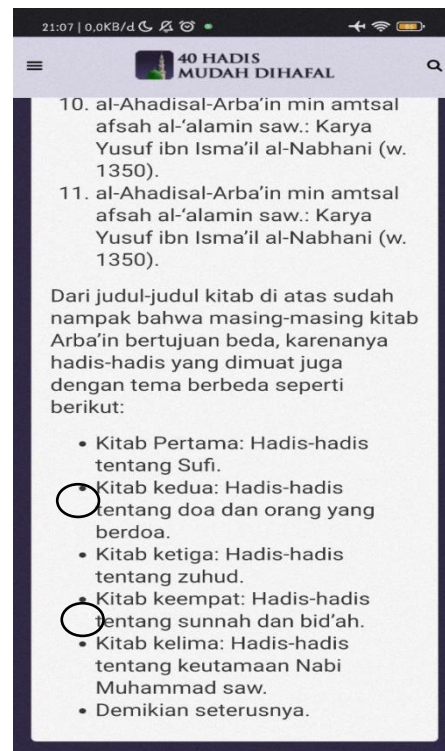 21:07 | 0,0KB/d
40 HADIS
MUDAH DIHAFAL
10. al-Ahadisal-Arba'in min amtsal
afsah al-'alamin saw.: Karya
Yusuf ibn Isma'il al-Nabhani (w.
1350).
11. al-Ahadisal-Arba'in min amtsal
afsah al-'alamin saw.: Karya
Yusuf ibn Isma'il al-Nabhani (w.
1350).
Dari judul-judul kitab di atas sudah
nampak bahwa masing-masing kitab
Arba'in bertujuan beda, karenanya
hadis-hadis yang dimuat juga
dengan tema berbeda seperti
berikut:
• Kitab Pertama: Hadis-hadis
tentang Sufi.
• Kitab kedua: Hadis-hadis
tentang doa dan orang yang
berdoa.
• Kitab ketiga: Hadis-hadis
tentang zuhud.
• Kitab keempat: Hadis-hadis
tentang sunnah dan bid'ah.
• Kitab kelima: Hadis-hadis
tentang keutamaan Nabi
Muhammad saw.
• Demikian seterusnya.